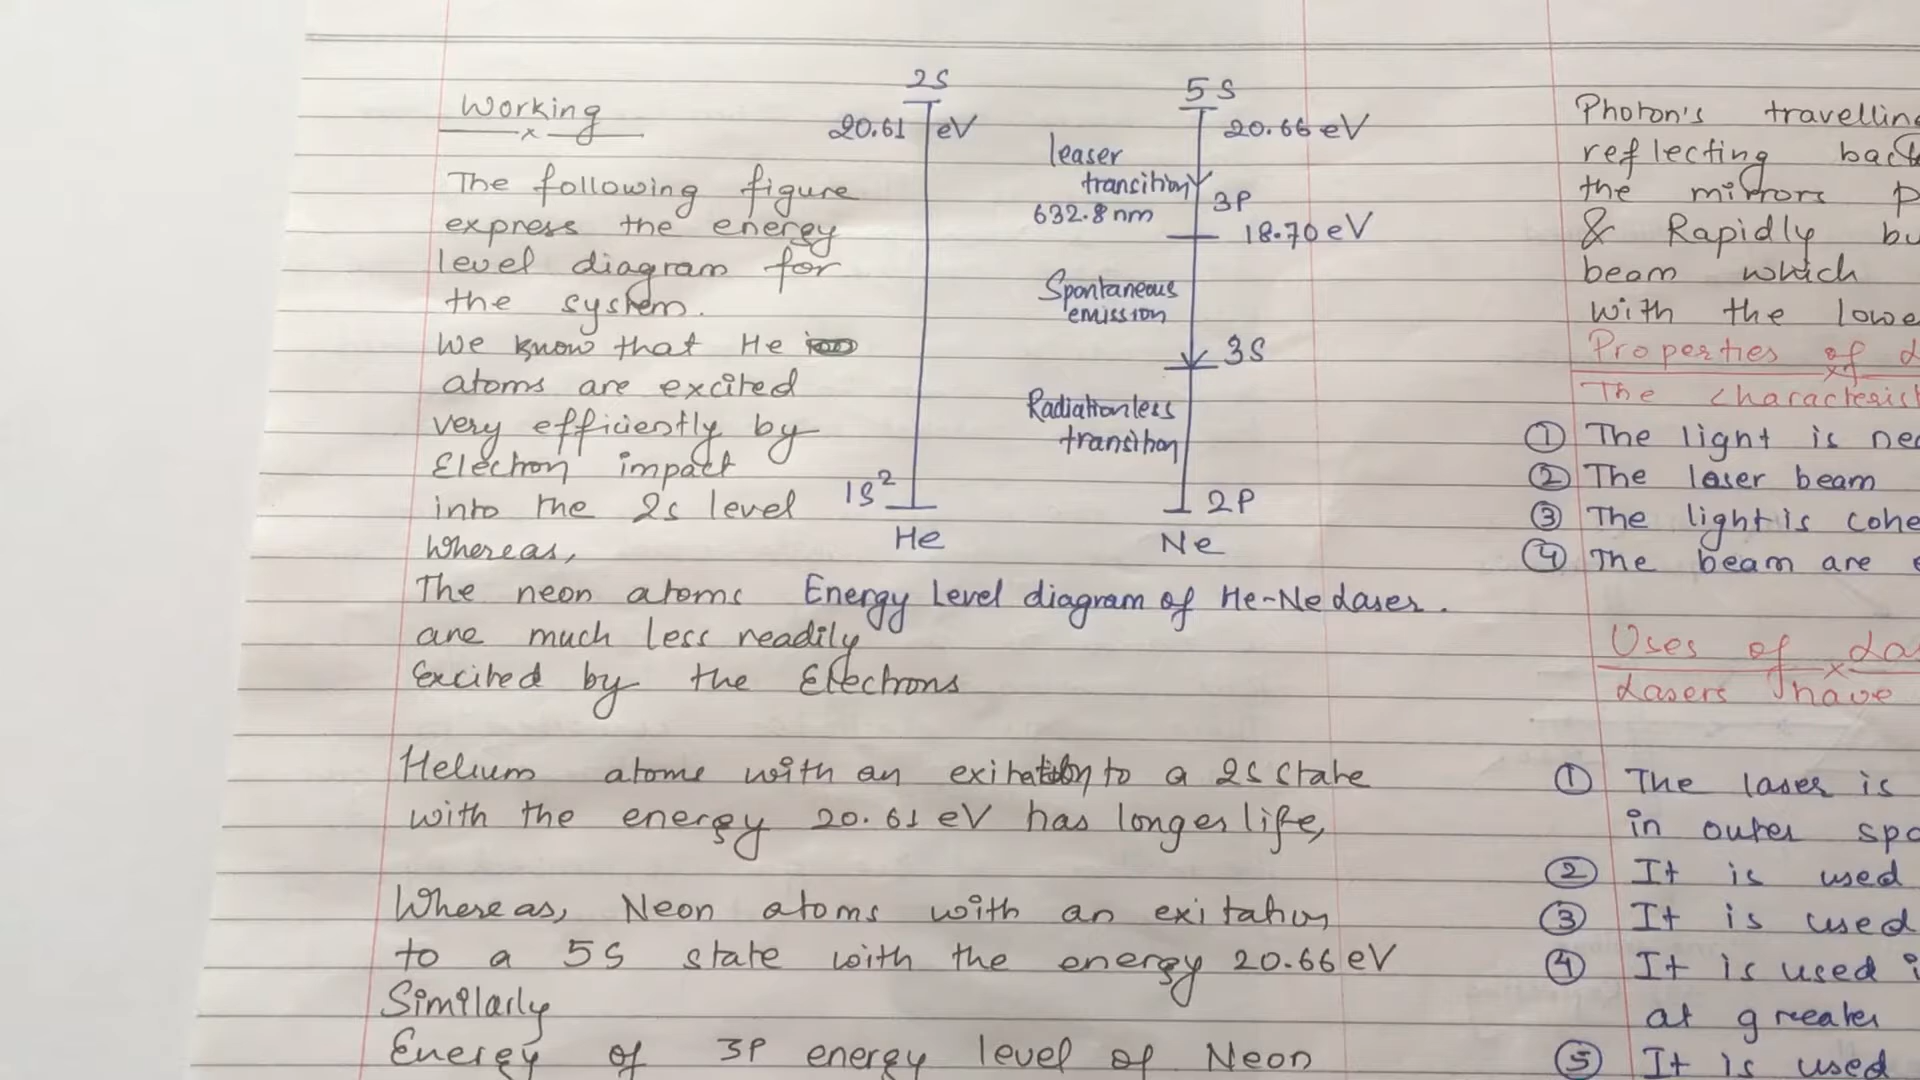 Working
The following figure
express the energy
level diagram for
the system.
We know that He
atoms are excited
very efficiently by
Electron impact
into the 2s level
Whereas,
The neon atoms
are much less readily
Excited by the Electrons
2S
20.61 eV
1S²
He
5S
20.66 eV
leaser
transition
632.8 nm
3P
18.70 eV
Spontaneous
emission
3S
Radiationless
transition
2P
Ne
Energy Level diagram of He-Ne Laser.
Helium atoms with an exitation to a 2s state
with the energy 20.61 eV has longer life,
Whereas, Neon atoms with an exitation
to a 5S state with the energy 20.66 eV
Similarly
Energy of 3P energy level of Neon
Photon's travelling
reflecting back
the mirrors
& Rapidly
beam which
with the
Properties of
The
① The light is
② The laser beam
③ The light is
④ The beam are
Uses of
Lasers have
① The laser is
in outer
② It is used
③ It is used
④ It is used
at greater
⑤ It is used